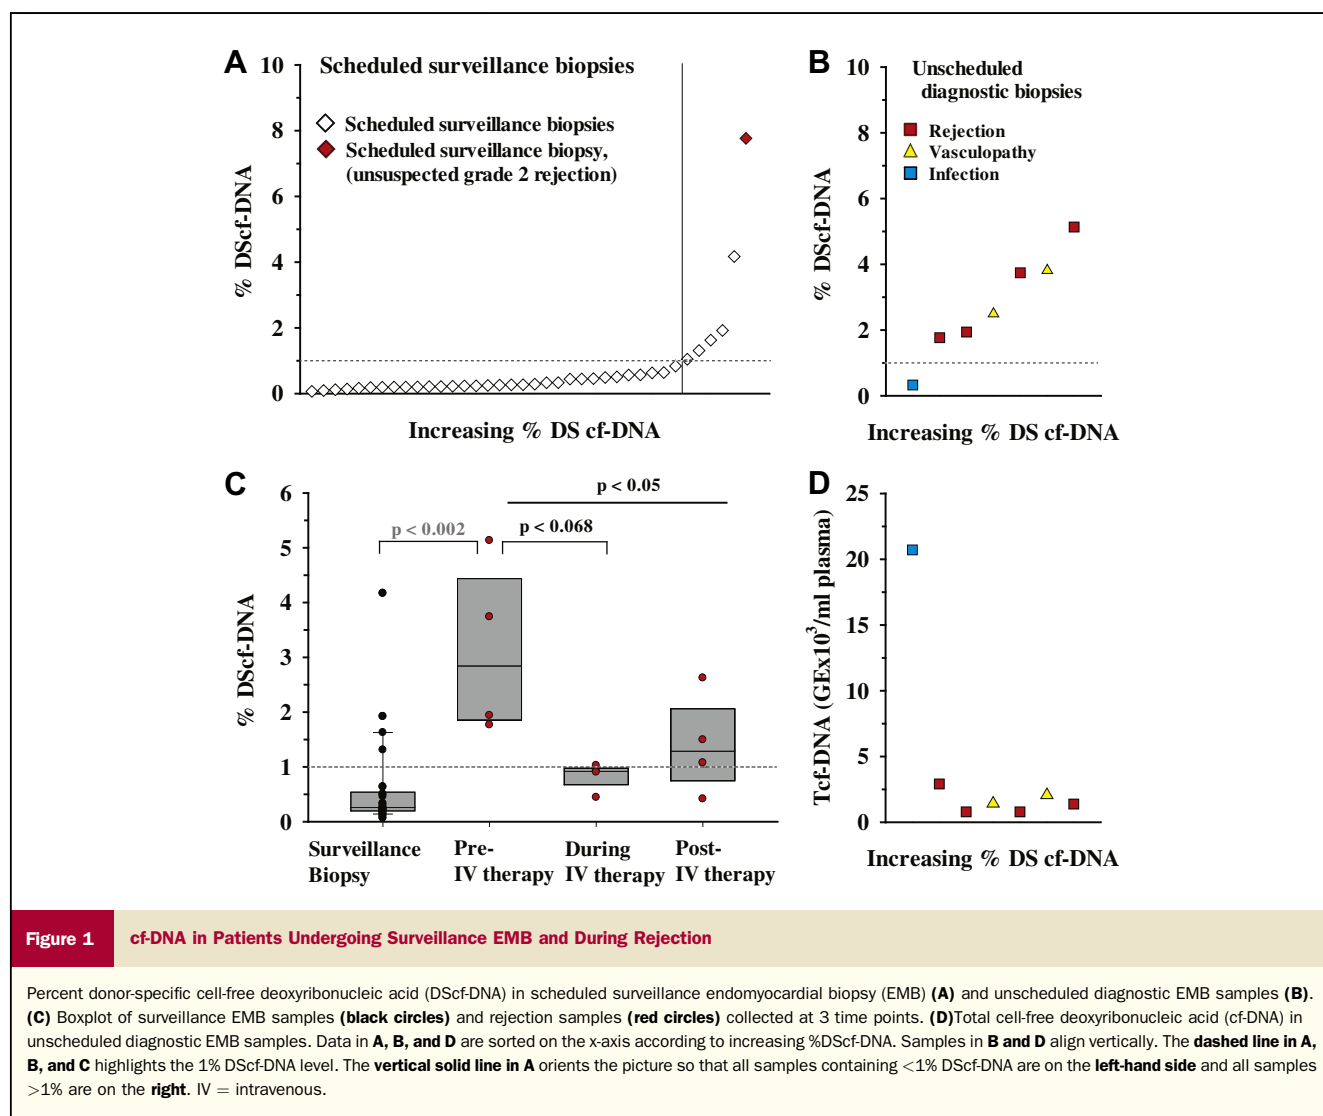 A
Scheduled surveillance biopsies
Scheduled surveillance biopsies
Scheduled surveillance biopsy,
(unsuspected grade 2 rejection)
10
8
6
4
2
0
% DScf-DNA
Increasing % DS cf-DNA
B
Unscheduled
diagnostic biopsies
Rejection
Vasculopathy
Infection
10
8
6
4
2
0
% DScf-DNA
Increasing % DS cf-DNA
C
6
5
4
3
2
1
0
% DScf-DNA
p < 0.05
p < 0.002
p < 0.068
Surveillance
Biopsy
Pre-
IV therapy
During
IV therapy
Post-
IV therapy
D
25
20
15
10
5
0
Tcf-DNA (GEx10³/ml plasma)
Increasing % DS cf-DNA
Figure 1
cf-DNA in Patients Undergoing Surveillance EMB and During Rejection
Percent donor-specific cell-free deoxyribonucleic acid (DScf-DNA) in scheduled surveillance endomyocardial biopsy (EMB) (A) and unscheduled diagnostic EMB samples (B).
(C) Boxplot of surveillance EMB samples (black circles) and rejection samples (red circles) collected at 3 time points. (D)Total cell-free deoxyribonucleic acid (cf-DNA) in
unscheduled diagnostic EMB samples. Data in A, B, and D are sorted on the x-axis according to increasing %DScf-DNA. Samples in B and D align vertically. The dashed line in A,
B, and C highlights the 1% DScf-DNA level. The vertical solid line in A orients the picture so that all samples containing <1% DScf-DNA are on the left-hand side and all samples
>1% are on the right. IV = intravenous.